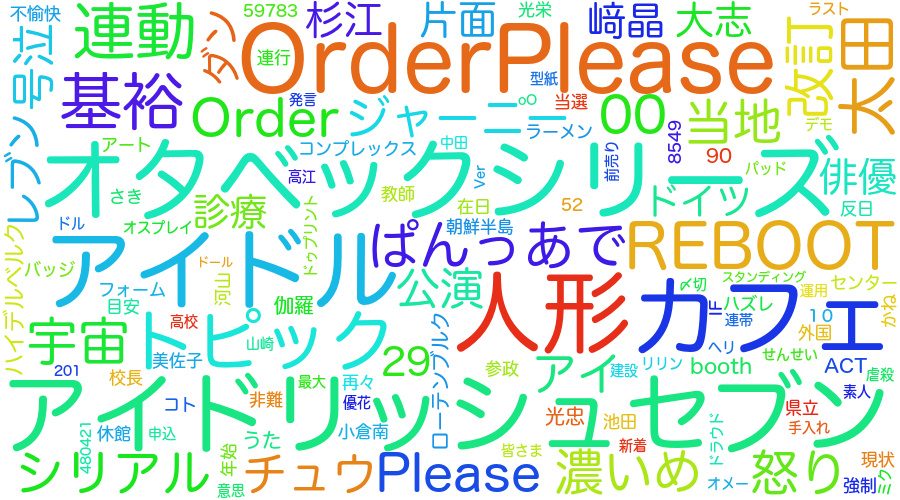 不愉快
連動
59783
杉江
片面
光栄
﨑晶
大志
ラスト
号泣
ダン
連行
OrderPlease
型紙
改訂
太田
基裕
Order
発言
ジャーニー
oO
当選
00
当地
デモ
レブン
アート
コンプレックス
中田
ラーメン
前売り
8549
90
パッド
オタベックシリーズ
高江
さき
教師
Ver
在日
52
ドイツ
俳優
反日
ドル
オスプレイ
診療
ドゥプリント
朝鮮半島
ぱんっあで
REBOOT
ハイデルベルク
バッジ
アイドル
ドール
河山
公演
人形
カフェ
〆切
スタンディング
運用
センター
フォーム
目安
伽羅
IF
ハズレ
連帯
10
外国
かね
宇宙
トピック
高校
山崎
美佐子
ローテンブルク
29
参政
アイ
建設
リリン
booth
ヘリ
せんせい
ACT
虐殺
201
校長
最大
再々
素人
アイドリッシュセブン
コト
非難
優花
光忠
池田
県立
手入れ
480421
休館
申込
うた
小倉南
皆さま
新着
ドラウド
シリアル
年始
意思
チュウ
Please
濃いめ
オメー
怒り
現状
強制
ミク